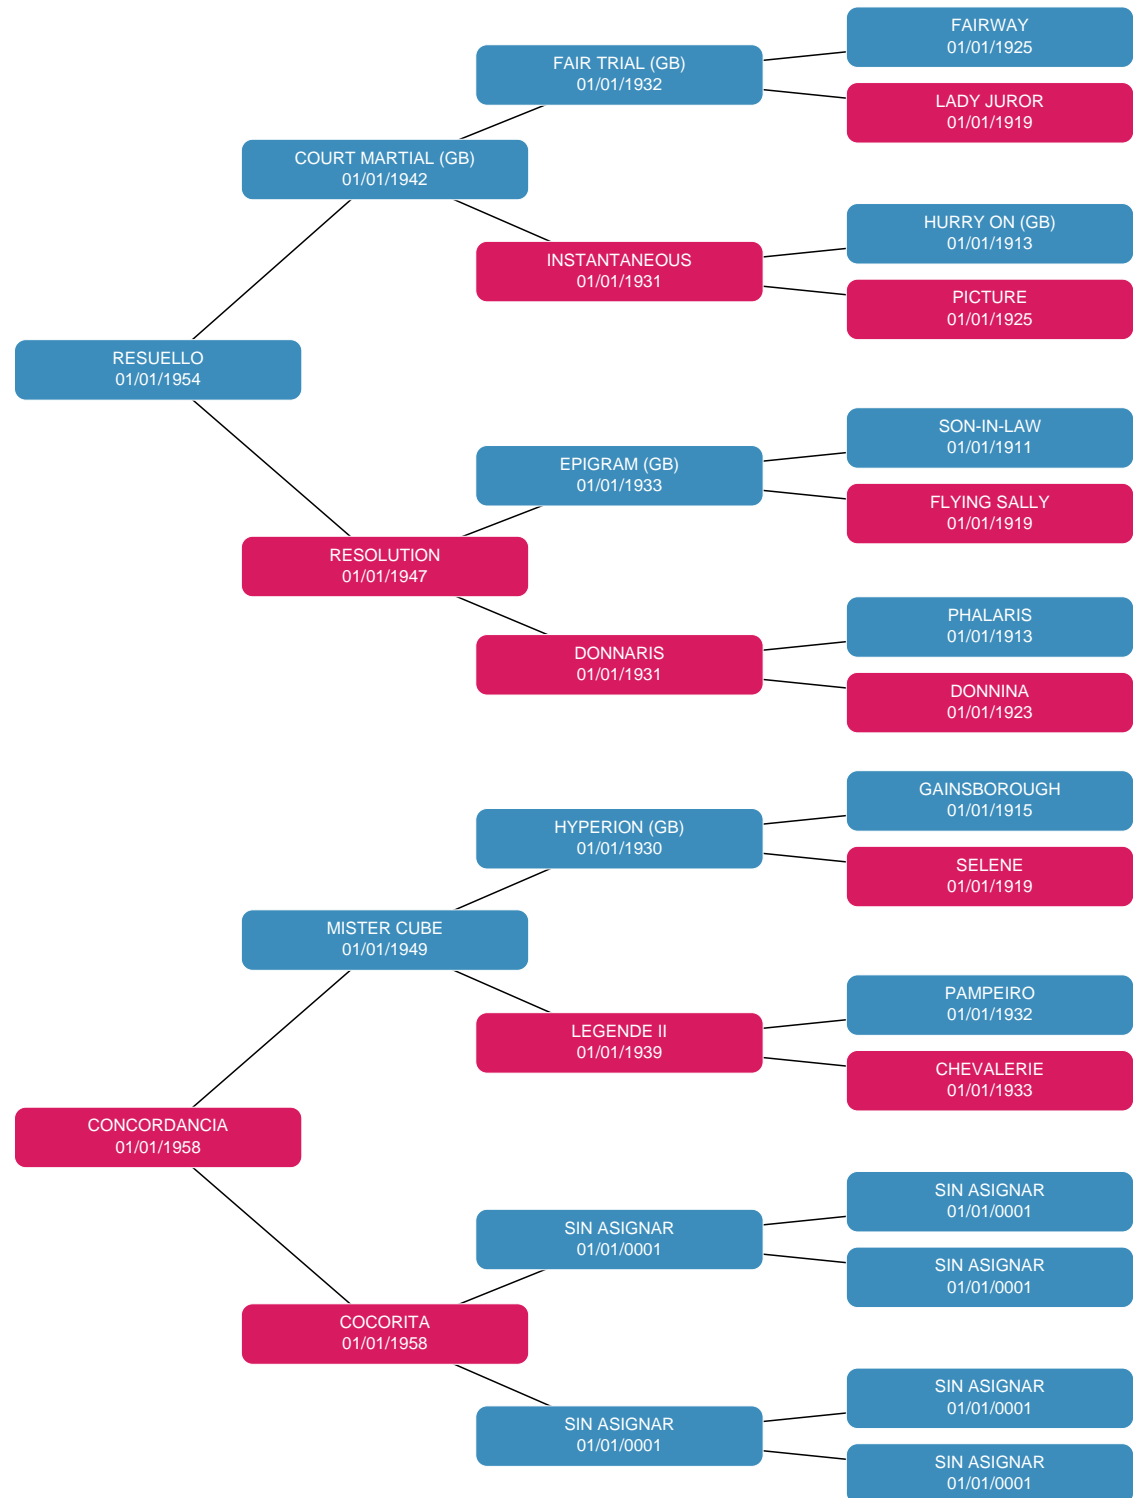 FAIRWAY
01/01/1925
FAIR TRIAL (GB)
01/01/1932
LADY JUROR
01/01/1919
COURT MARTIAL (GB)
01/01/1942
HURRY ON (GB)
01/01/1913
INSTANTANEOUS
01/01/1931
PICTURE
01/01/1925
RESUELLO
01/01/1954
SON-IN-LAW
01/01/1911
EPIGRAM (GB)
01/01/1933
FLYING SALLY
01/01/1919
RESOLUTION
01/01/1947
PHALARIS
01/01/1913
DONNARIS
01/01/1931
DONNINA
01/01/1923
GAINSBOROUGH
01/01/1915
HYPERION (GB)
01/01/1930
SELENE
01/01/1919
MISTER CUBE
01/01/1949
PAMPEIRO
01/01/1932
LEGENDE II
01/01/1939
CHEVALERIE
01/01/1933
CONCORDANCIA
01/01/1958
SIN ASIGNAR
01/01/0001
SIN ASIGNAR
01/01/0001
SIN ASIGNAR
01/01/0001
COCORITA
01/01/1958
SIN ASIGNAR
01/01/0001
SIN ASIGNAR
01/01/0001
SIN ASIGNAR
01/01/0001